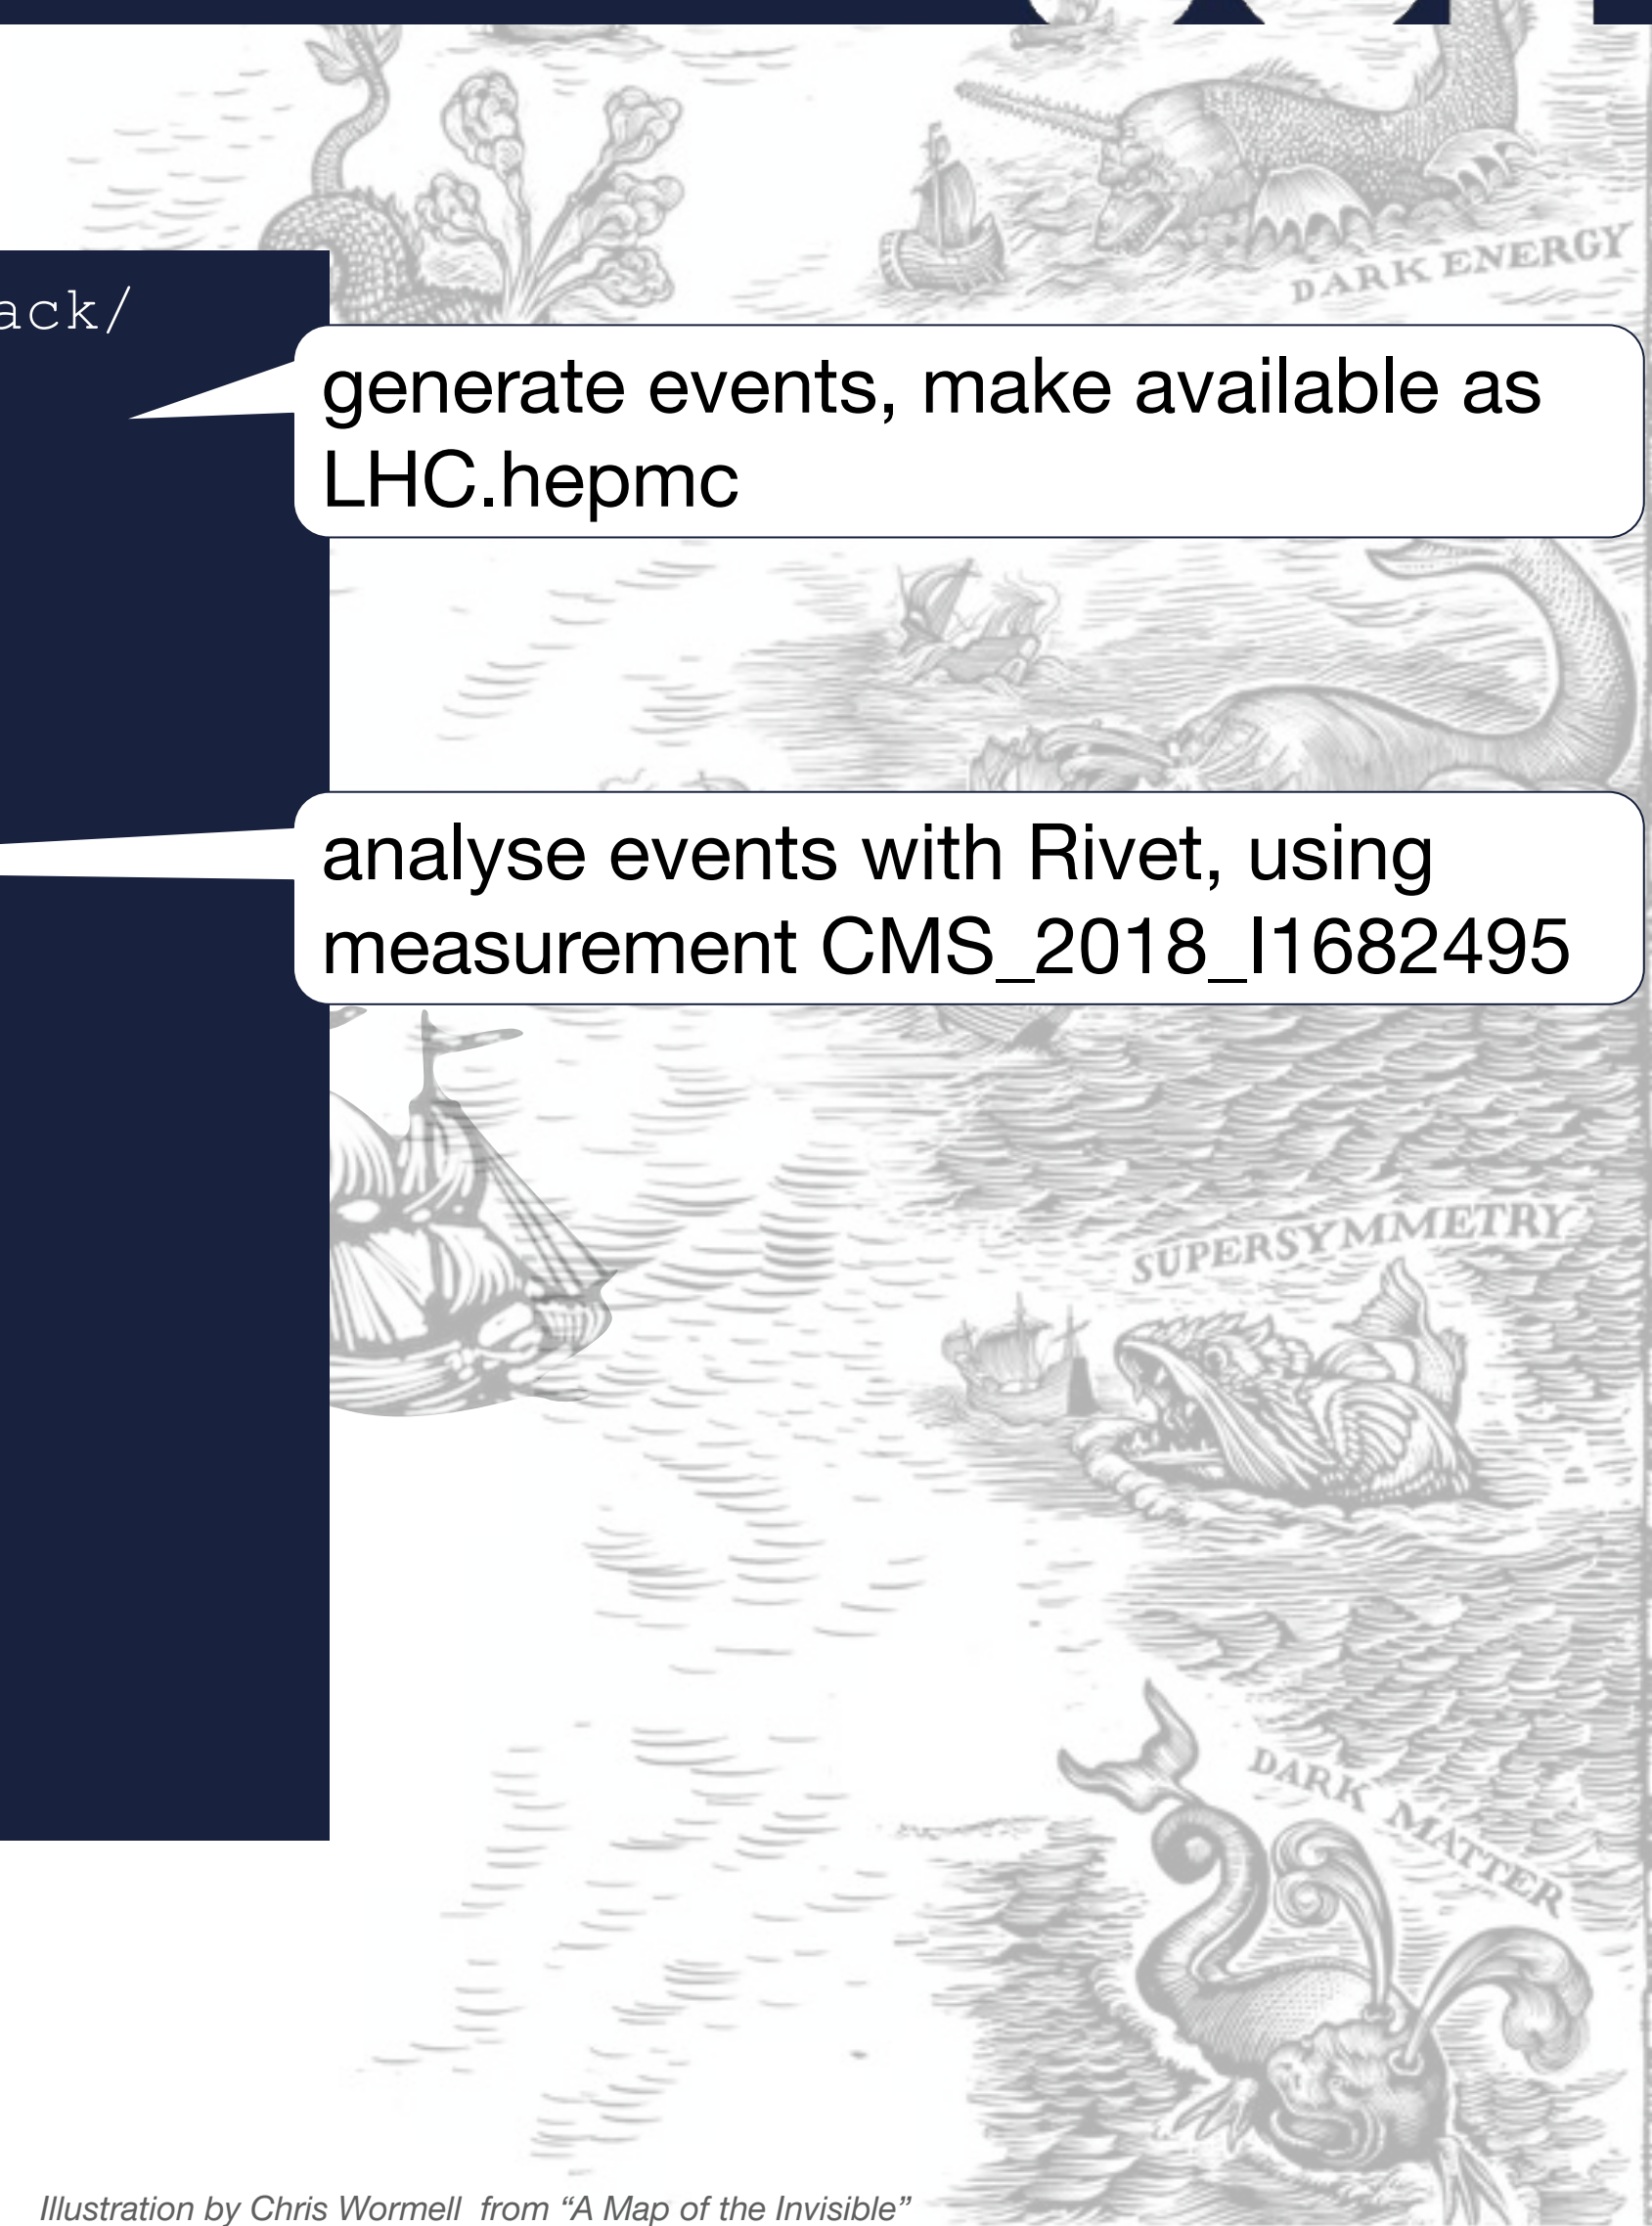 DARK ENERGY
ack/
generate events, make available as
LHC.hepmc
analyse events with Rivet, using
measurement CMS_2018_I1682495
SUPERSYMMETRY
DARK MATTER
Illustration by Chris Wormell from “A Map of the Invisible”